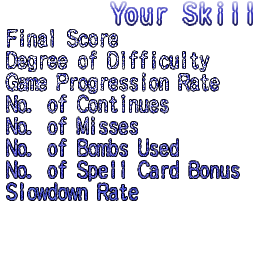 Your Skill
Final Score
Degree of Difficulty
Game Progression Rate
No. of Continues
No. of Misses
No. of Bombs Used
No. of Spell Card Bonus
Slowdown Rate